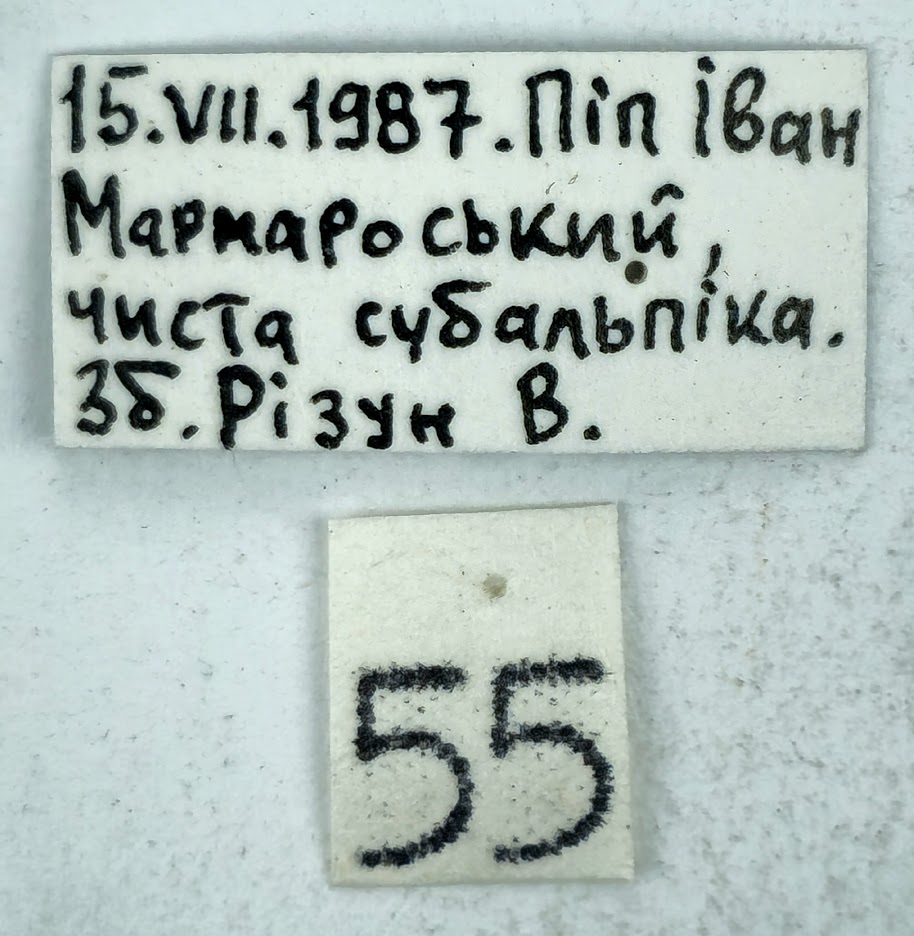 15.VII.1987. Піп Іван
Мармароський,
чиста субальпіка.
Зб. Різун В.
55